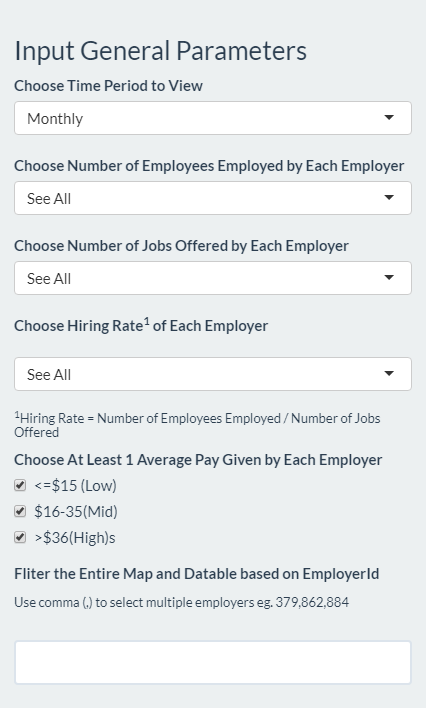 Input General Parameters
Choose Time Period to View
Monthly
Choose Number of Employees Employed by Each Employer
See All
Choose Number of Jobs Offered by Each Employer
See All
Choose Hiring Rate¹ of Each Employer
See All
¹Hiring Rate = Number of Employees Employed / Number of Jobs
Offered
Choose At Least 1 Average Pay Given by Each Employer
<=$15 (Low)
$16-35(Mid)
>$36(High)s
Fliter the Entire Map and Datable based on EmployerId
Use comma (,) to select multiple employers eg. 379,862,884